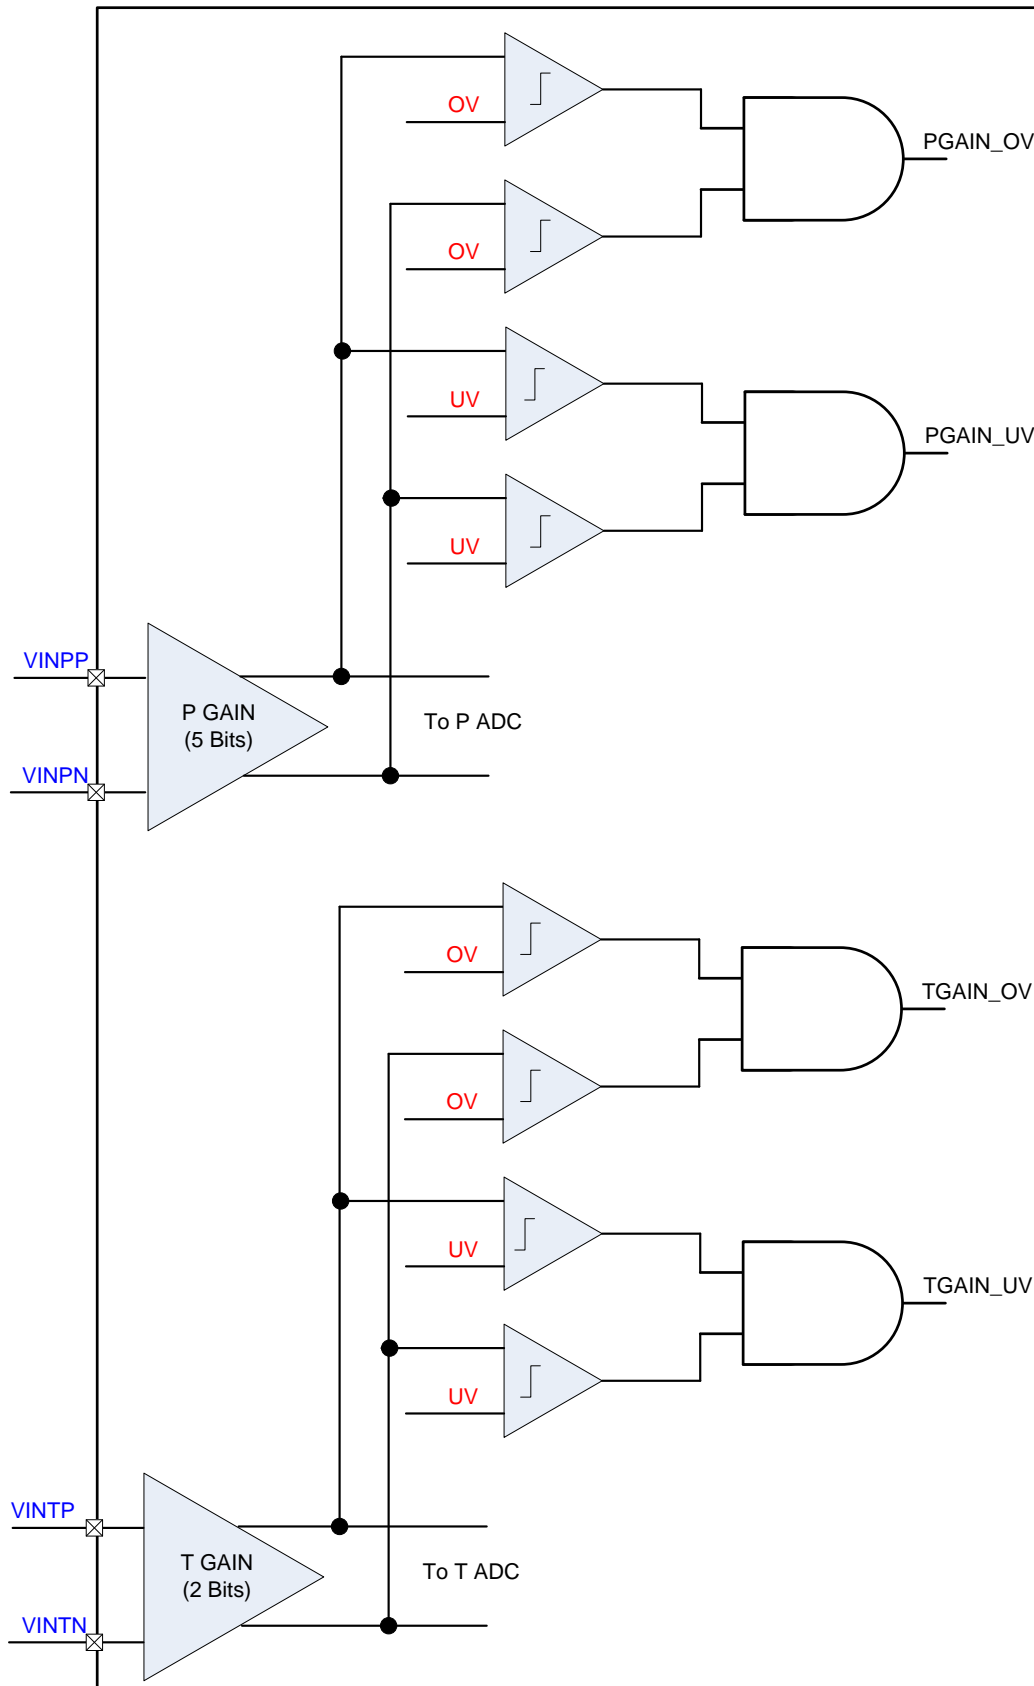 OV
PGAIN_OV
OV
UV
PGAIN_UV
UV
VINPP
P GAIN
(5 Bits)
To P ADC
VINPN
OV
TGAIN_OV
OV
UV
TGAIN_UV
UV
VINTP
T GAIN
(2 Bits)
To T ADC
VINTN